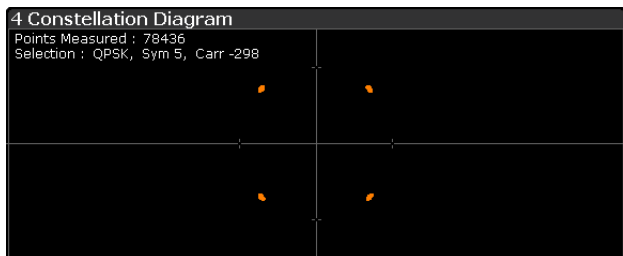 4 Constellation Diagram
Points Measured : 78436
Selection : QPSK, Sym 5, Carr -298